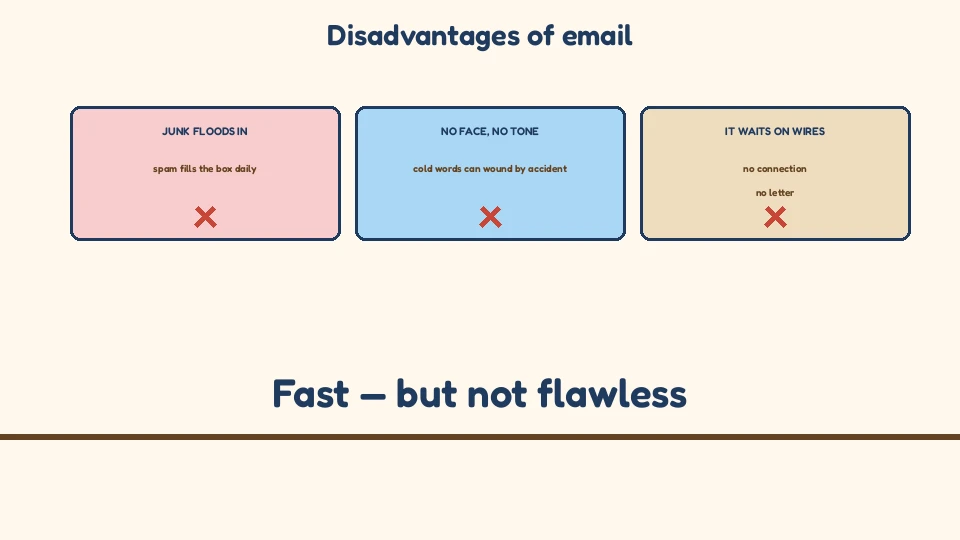 Disadvantages of email
JUNK FLOODS IN
spam fills the box daily
NO FACE, NO TONE
cold words can wound by accident
IT WAITS ON WIRES
no connection
no letter
Fast — but not flawless